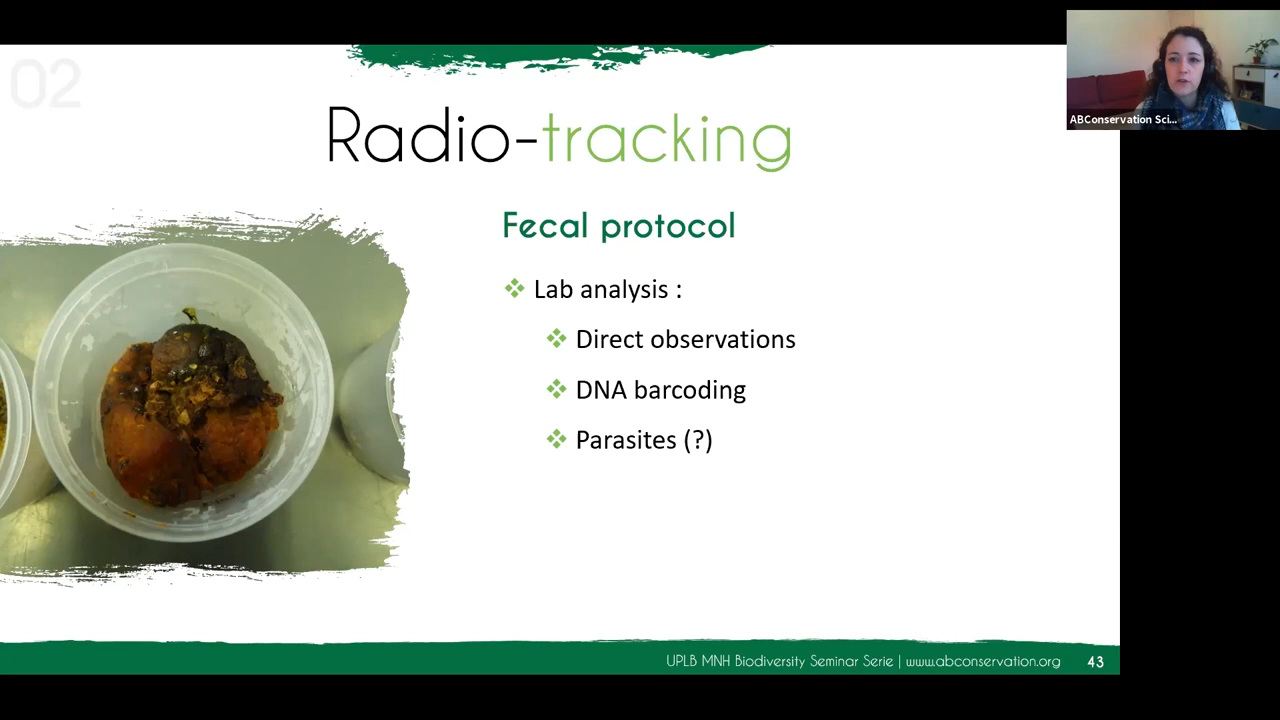 02
ABConservation Sci...
Radio-tracking
Fecal protocol
Lab analysis :
Direct observations
DNA barcoding
Parasites (?)
UPLB MNH Biodiversity Seminar Serie | www.abconservation.org 43